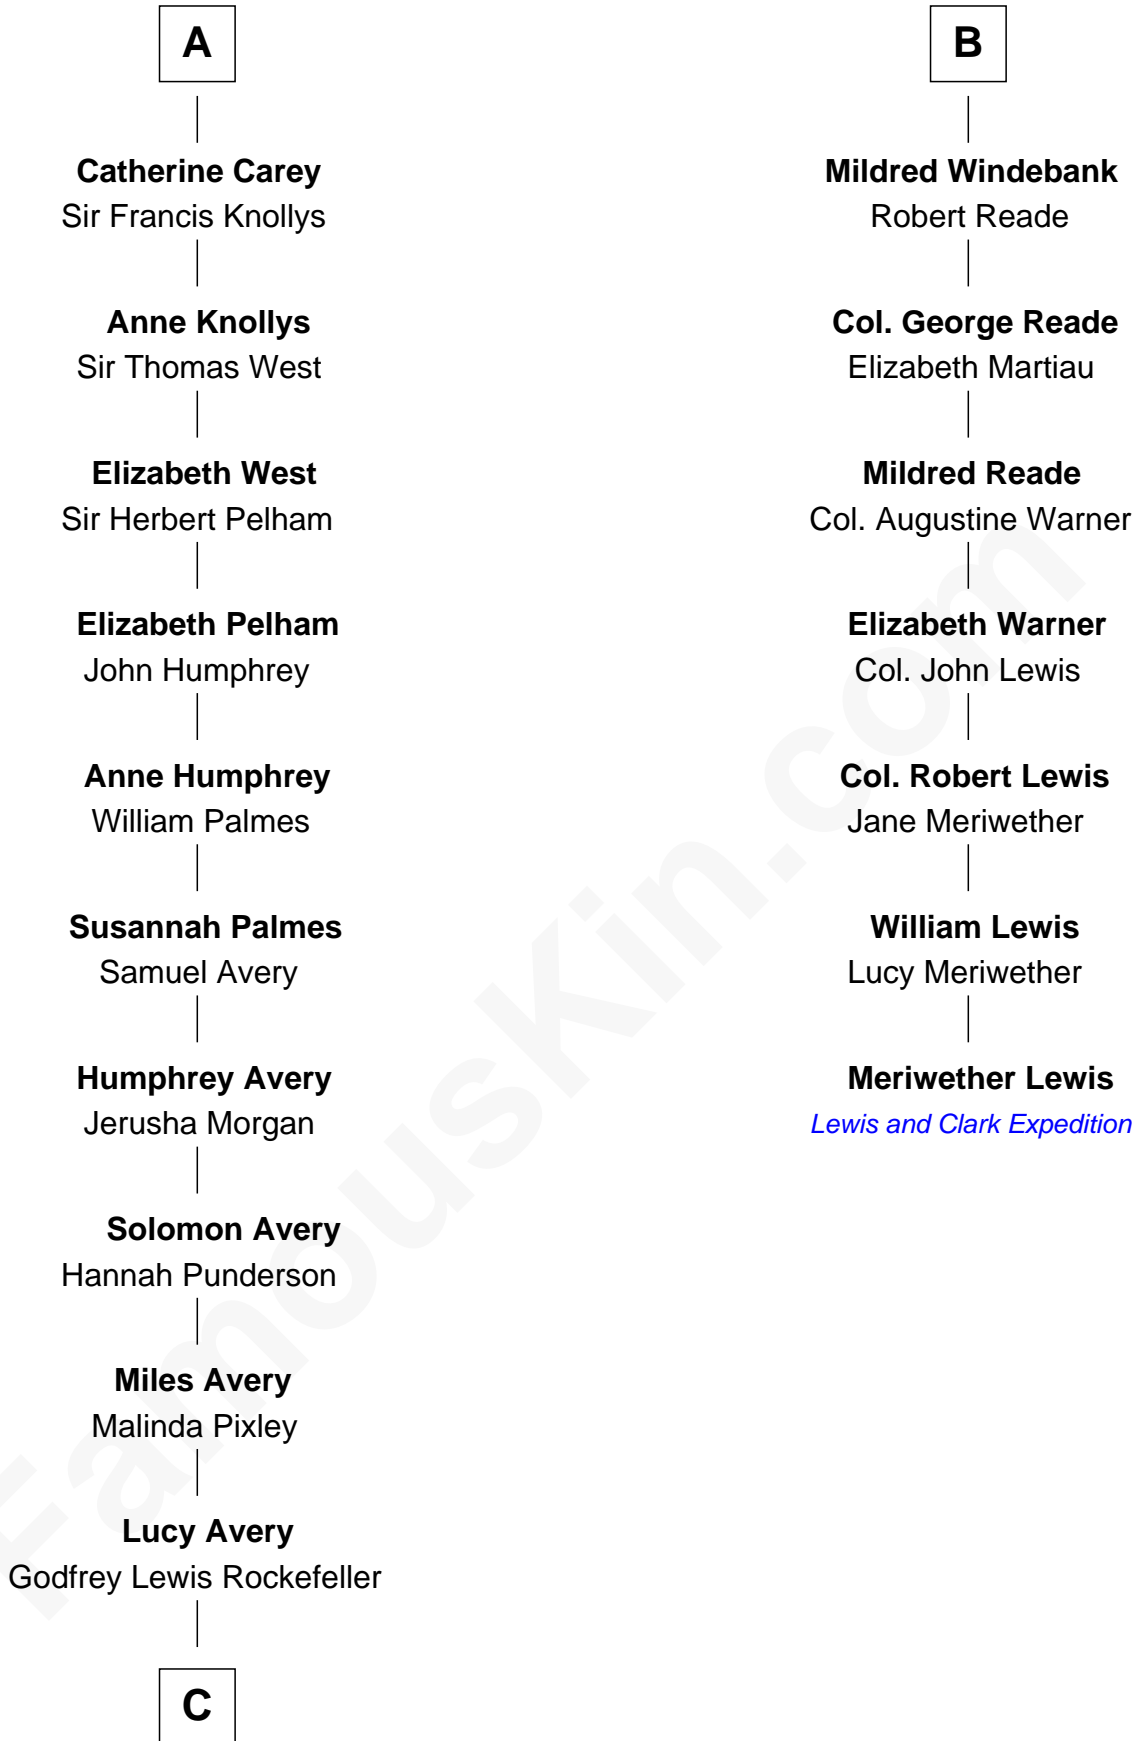 A
Catherine Carey
Sir Francis Knollys
Anne Knollys
Sir Thomas West
Elizabeth West
Sir Herbert Pelham
Elizabeth Pelham
John Humphrey
Anne Humphrey
William Palmes
Susannah Palmes
Samuel Avery
Humphrey Avery
Jerusha Morgan
Solomon Avery
Hannah Punderson
Miles Avery
Malinda Pixley
Lucy Avery
Godfrey Lewis Rockefeller
C
B
Mildred Windebank
Robert Reade
Col. George Reade
Elizabeth Martiau
Mildred Reade
Col. Augustine Warner
Elizabeth Warner
Col. John Lewis
Col. Robert Lewis
Jane Meriwether
William Lewis
Lucy Meriwether
Meriwether Lewis
Lewis and Clark Expedition
FamousKin.com